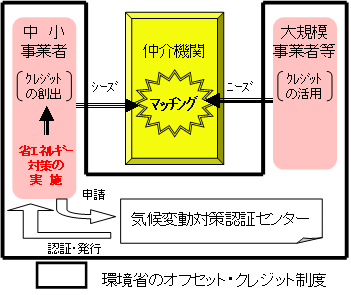 中 小
事業者
クレジット
の創出
省エネルギー
対策の
実 施
シーズ
仲介機関
マッチング
ニーズ
大規模
事業者等
クレジット
の活用
申請
気候変動対策認証センター
認証・発行
環境省のオフセット・クレジット制度